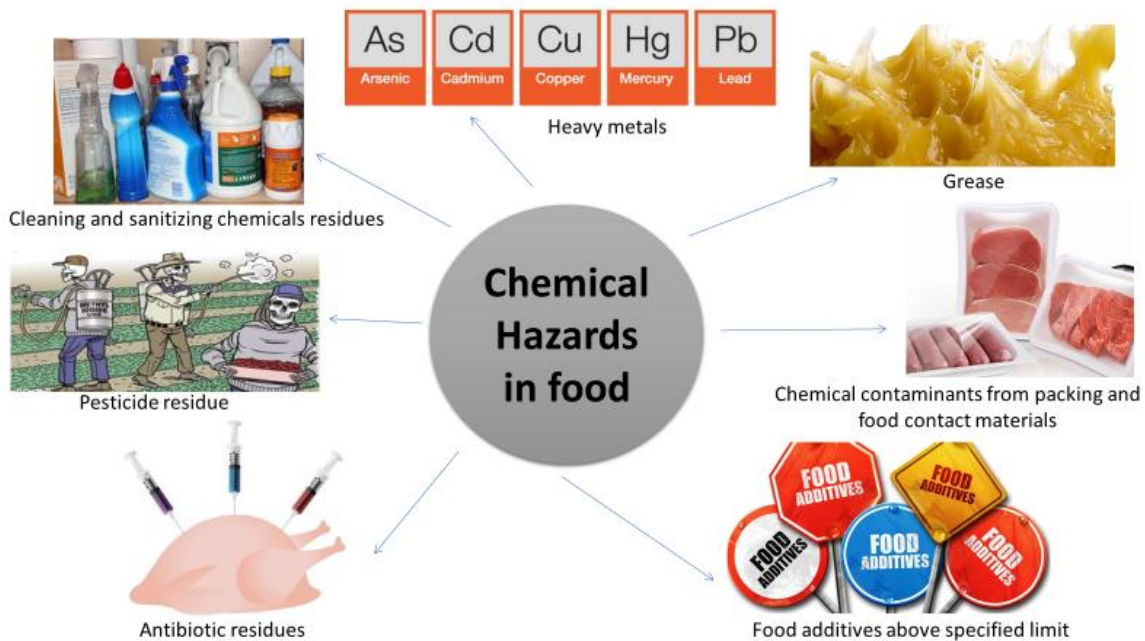 As Cd Cu Hg Pb
Arsenic Cadmium Copper Mercury Lead
Heavy metals
Cleaning and sanitizing chemicals residues
Grease
Chemical
Hazards
in food
METHYL
Pesticide residue
Chemical contaminants from packing and
food contact materials
Antibiotic residues
FOOD
ADDITIVES
FOOD
ADDITIVES
FOOD
ADDITIVES
FOOD
ADDITIVES
FOOD
ADDITIVES
Food additives above specified limit